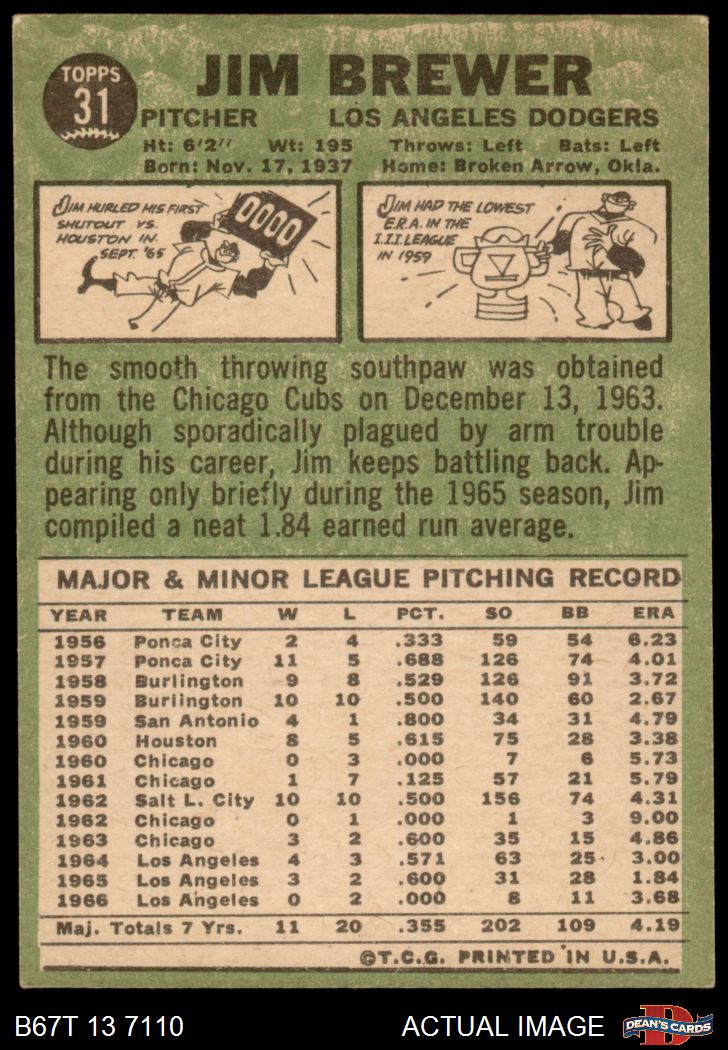 TOPPS
31
JIM BREWER
PITCHER LOS ANGELES DODGERS
Ht: 6'2" Wt: 195 Throws: Left Bats: Left
Born: Nov. 17, 1937 Home: Broken Arrow, Okla.
JIM HURLED HIS FIRST
SHUTOUT VS.
HOUSTON IN
SEPT. '65
0000
JIM HAD THE LOWEST
E.R.A. IN THE
I.I.I. LEAGUE
IN 1959
The smooth throwing southpaw was obtained
from the Chicago Cubs on December 13, 1963.
Although sporadically plagued by arm trouble
during his career, Jim keeps battling back. Ap-
pearing only briefly during the 1965 season, Jim
compiled a neat 1.84 earned run average.
MAJOR & MINOR LEAGUE PITCHING RECORD
YEAR TEAM W L PCT. SO BB ERA
1956 Ponca City 2 4 .333 59 54 6.23
1957 Ponca City 11 5 .688 126 74 4.01
1958 Burlington 9 8 .529 126 91 3.72
1959 Burlington 10 10 .500 140 60 2.67
1959 San Antonio 4 1 .800 34 31 4.79
1960 Houston 8 5 .615 75 28 3.38
1960 Chicago 0 3 .000 7 6 5.73
1961 Chicago 1 7 .125 57 21 5.79
1962 Salt L. City 10 10 .500 156 74 4.31
1962 Chicago 0 1 .000 1 3 9.00
1963 Chicago 3 2 .600 35 15 4.86
1964 Los Angeles 4 3 .571 63 25 3.00
1965 Los Angeles 3 2 .600 31 28 1.84
1966 Los Angeles 0 2 .000 8 11 3.68
Maj. Totals 7 Yrs. 11 20 .355 202 109 4.19
©T.C.G. PRINTED IN U.S.A.
B67T 13 7110 ACTUAL IMAGE
D
DEAN'S CARDS